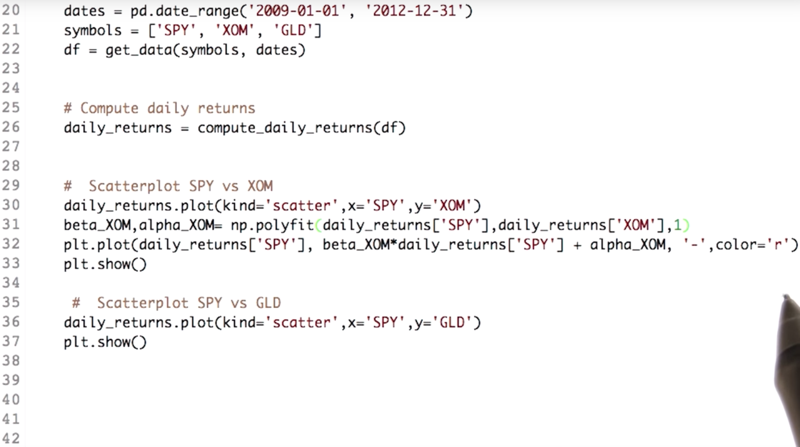 20 dates = pd.date_range('2009-01-01', '2012-12-31')
21 symbols = ['SPY', 'XOM', 'GLD']
22 df = get_data(symbols, dates)
23
24
25 # Compute daily returns
26 daily_returns = compute_daily_returns(df)
27
28
29 #  Scatterplot SPY vs XOM
30 daily_returns.plot(kind='scatter',x='SPY',y='XOM')
31 beta_XOM,alpha_XOM= np.polyfit(daily_returns['SPY'],daily_returns['XOM'],1)
32 plt.plot(daily_returns['SPY'], beta_XOM*daily_returns['SPY'] + alpha_XOM, '-',color='r')
33 plt.show()
34
35  #  Scatterplot SPY vs GLD
36 daily_returns.plot(kind='scatter',x='SPY',y='GLD')
37 plt.show()
38
39
40
41
42